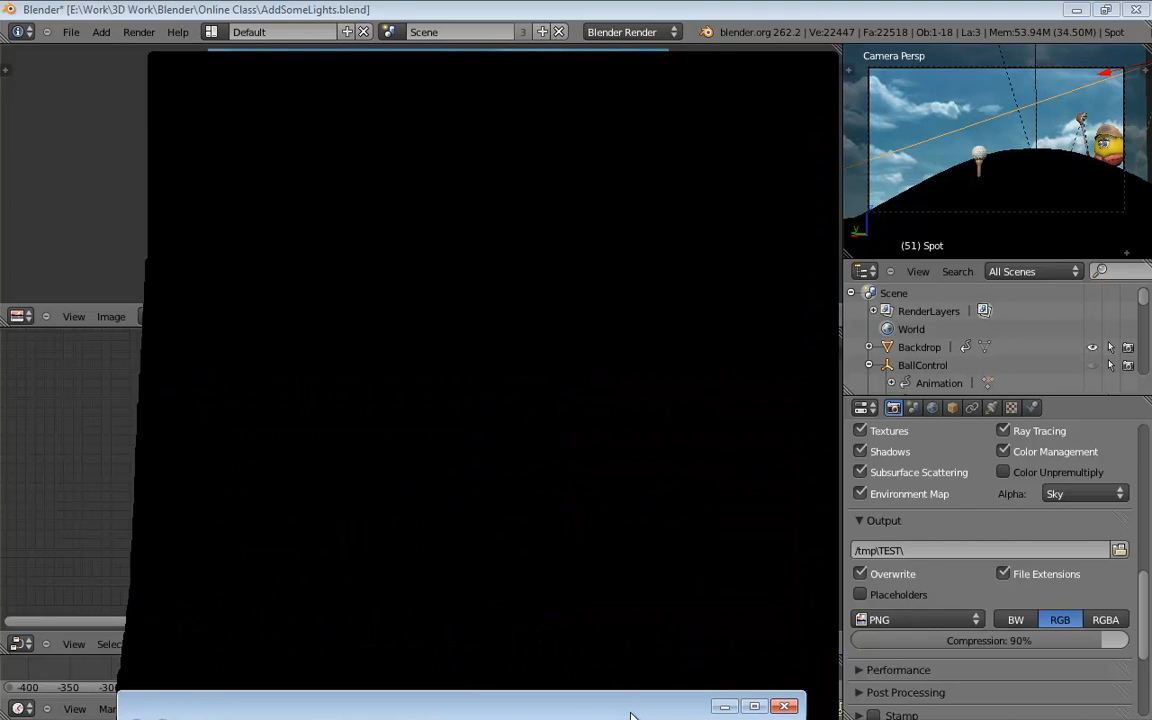 Blender* [E:\Work\3D Work\Blender\Online Class\AddSomeLights.blend]
File Add Render Help Default Scene 3 Blender Render blender.org 262.2 | Ve:22447 | Fa:22518 | Ob:1-18 | La:3 | Mem:53.94M (34.50M) | Spot
Camera Persp
(51) Spot
View Search All Scenes
Scene
RenderLayers
World
Backdrop
BallControl
Animation
View Image
Textures Ray Tracing
Shadows Color Management
Subsurface Scattering Color Unpremultiply
Environment Map Alpha: Sky
Output
/tmp\TEST\
Overwrite File Extensions
Placeholders
PNG BW RGB RGBA
Compression: 90%
View Selec
Performance
-400 -350 -300
Post Processing
View Mar
Stamp